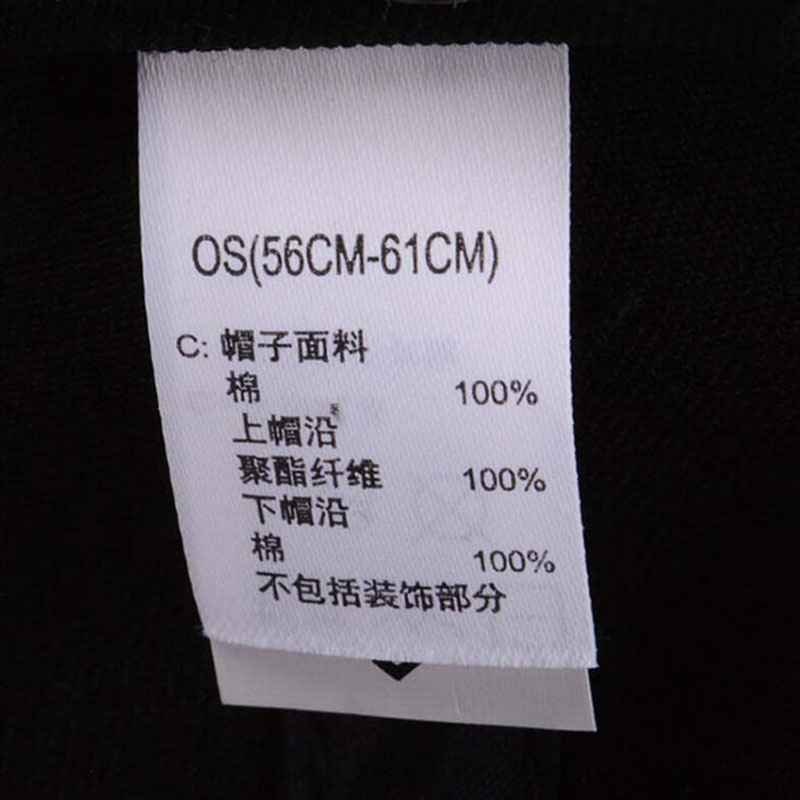 OS(56CM-61CM)
C: 帽子面料
棉 100%
上帽沿
聚酯纤维 100%
下帽沿
棉 100%
不包括装饰部分